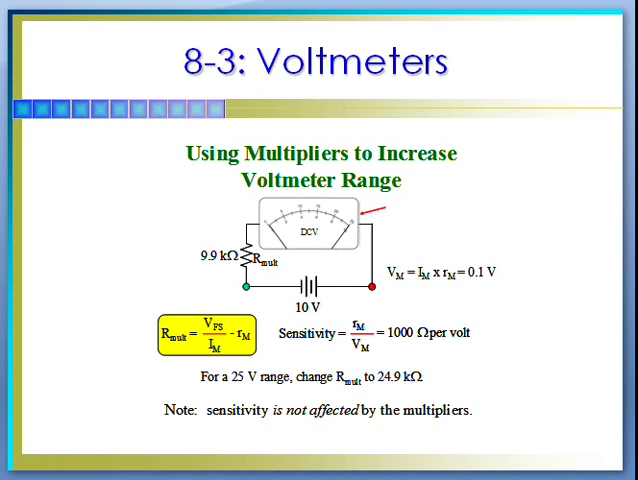 8-3: Voltmeters
Using Multipliers to Increase
Voltmeter Range
DCV
9.9 kΩ
Rmult
VM = IM x rM = 0.1 V
10 V
Rmult = VFS / IM - rM
Sensitivity = rM / VM = 1000 Ωper volt
For a 25 V range, change Rmult to 24.9 kΩ
Note: sensitivity is not affected by the multipliers.